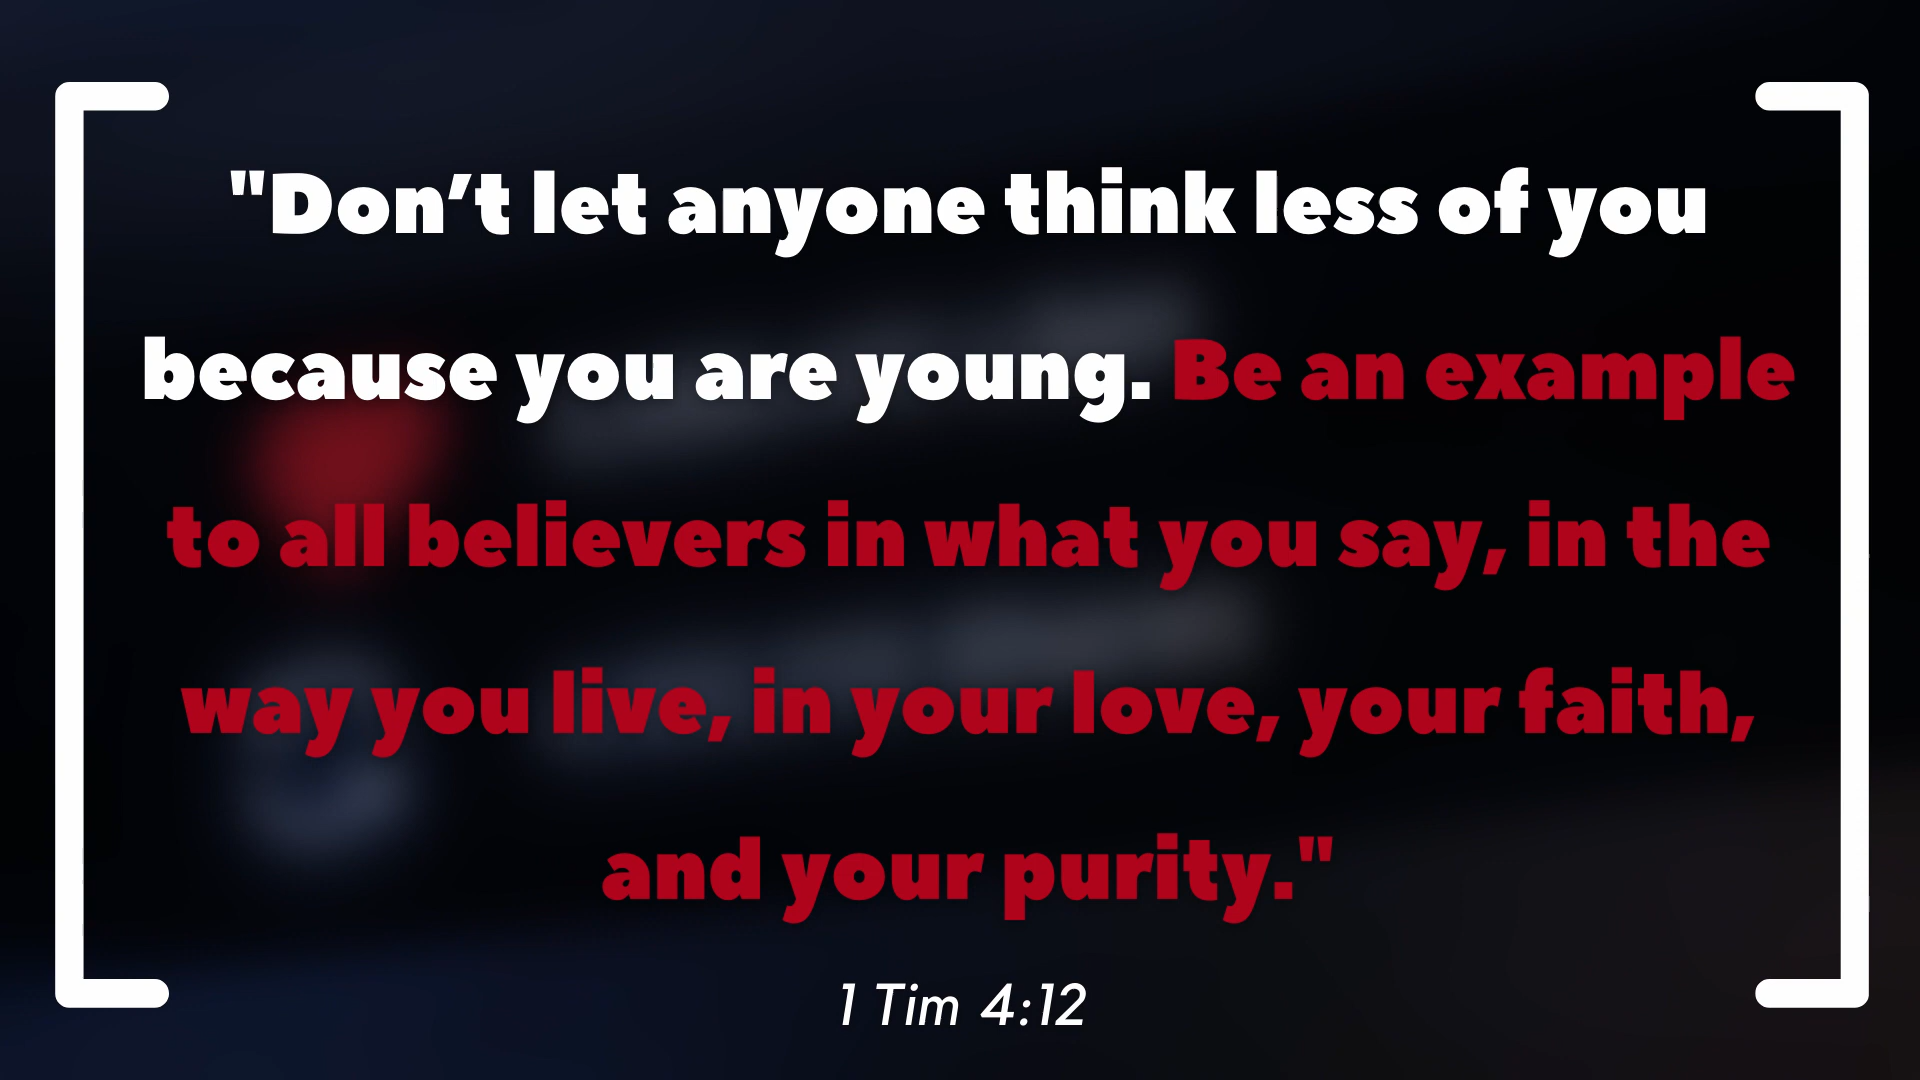 "Don’t let anyone think less of you
because you are young. Be an example
to all believers in what you say, in the
way you live, in your love, your faith,
and your purity."
1 Tim 4:12